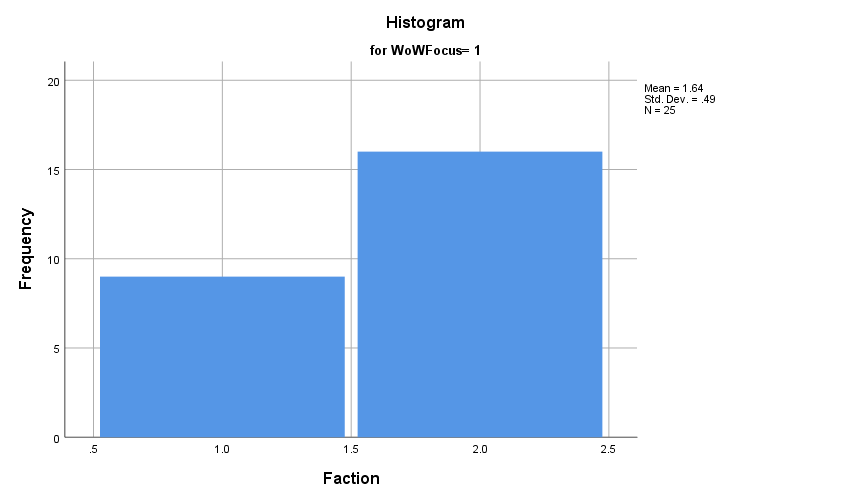 Histogram
for WoWFocus= 1
Mean = 1.64
Std. Dev. = .49
N = 25
20
15
10
5
0
Frequency
.5
1.0
1.5
2.0
2.5
Faction